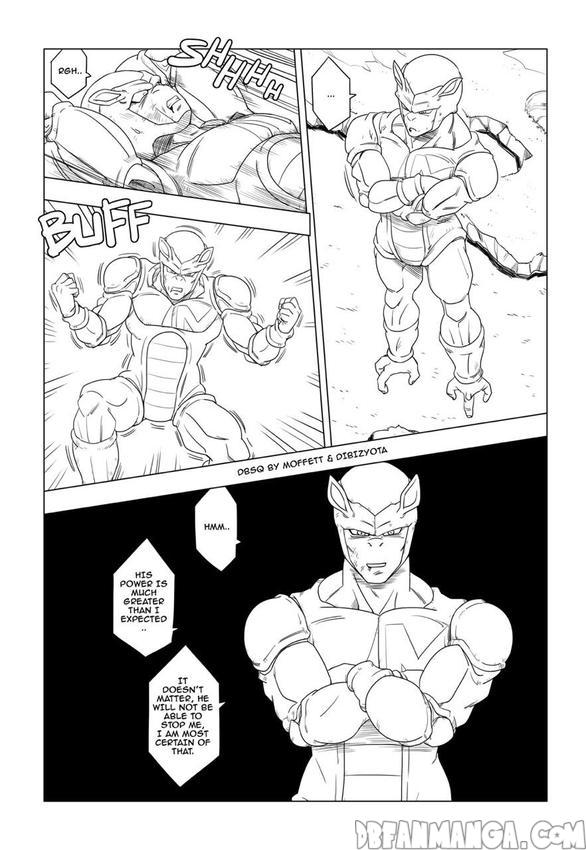 RGH..
SHHHHH
...
BUFF
DBSQ BY MOFFETT & DIBIZYOTA
HMM..
HIS
POWER IS
MUCH
GREATER
THAN I
EXPECTED
..
IT
DOESN'T
MATTER, HE
WILL NOT BE
ABLE TO
STOP ME,
I AM MOST
CERTAIN OF
THAT.
DBFANMANGA.COM